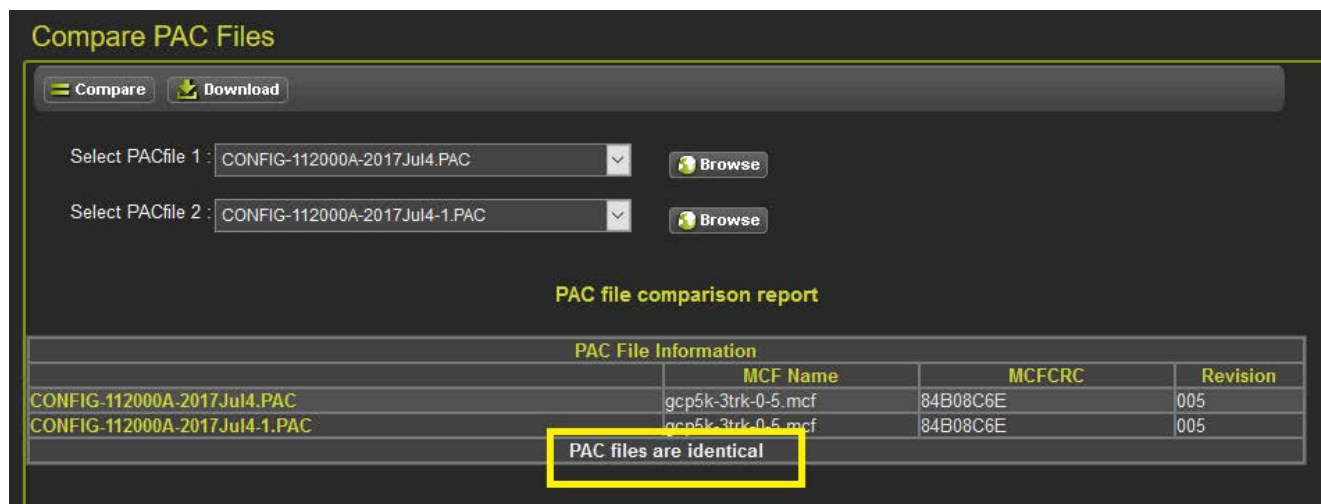 Compare PAC Files
Compare Download
Select PACfile 1 : CONFIG-112000A-2017Jul4.PAC Browse
Select PACfile 2 : CONFIG-112000A-2017Jul4-1.PAC Browse
PAC file comparison report
PAC File Information
MCF Name MCFCRC Revision
CONFIG-112000A-2017Jul4.PAC gcp5k-3trk-0-5.mcf 84B08C6E 005
CONFIG-112000A-2017Jul4-1.PAC gcp5k-3trk-0-5.mcf 84B08C6E 005
PAC files are identical